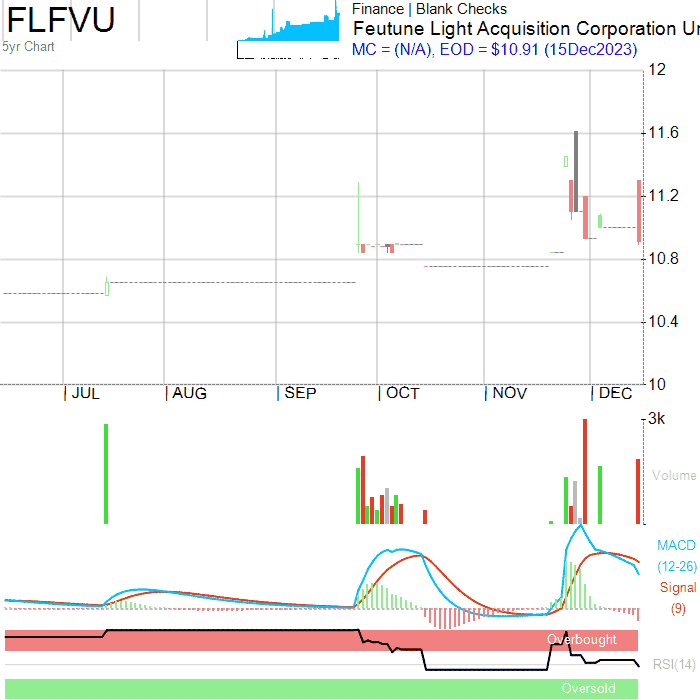 FLFVU
5yr Chart
Finance | Blank Checks
Feutune Light Acquisition Corporation Un
MC = (N/A), EOD = $10.91 (15Dec2023)
12
11.6
11.2
10.8
10.4
10
JUL AUG SEP OCT NOV DEC
3k
Volume
MACD
(12-26)
Signal
(9)
Overbought
RSI(14)
Oversold